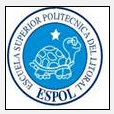 ESCUELA SUPERIOR POLITECNICA DEL LITORAL
ESPOL